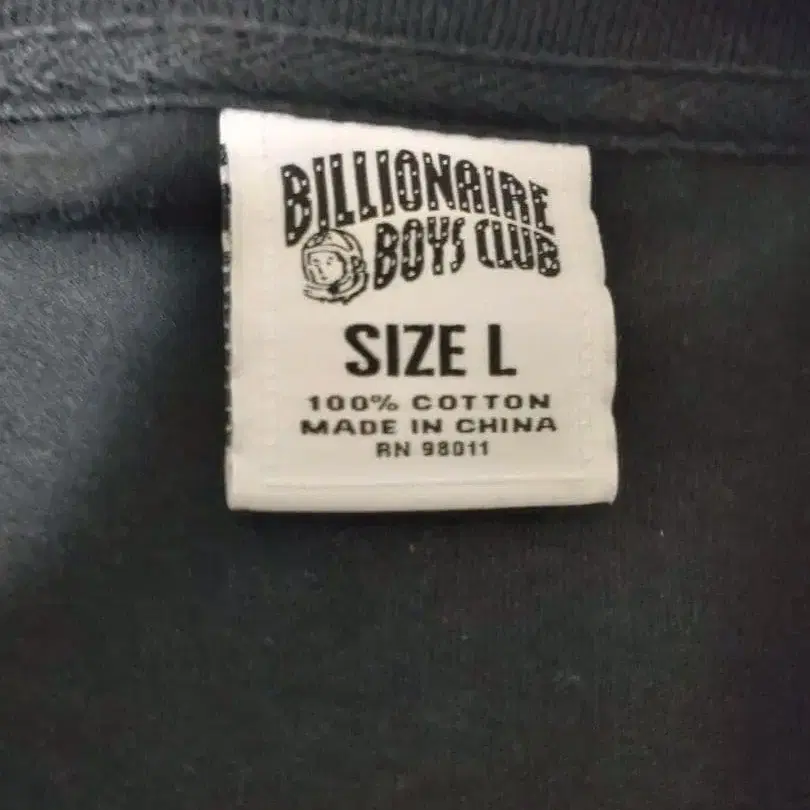 BILLIONAIRE
BOYS CLUB
SIZE L
100% COTTON
MADE IN CHINA
RN 98011